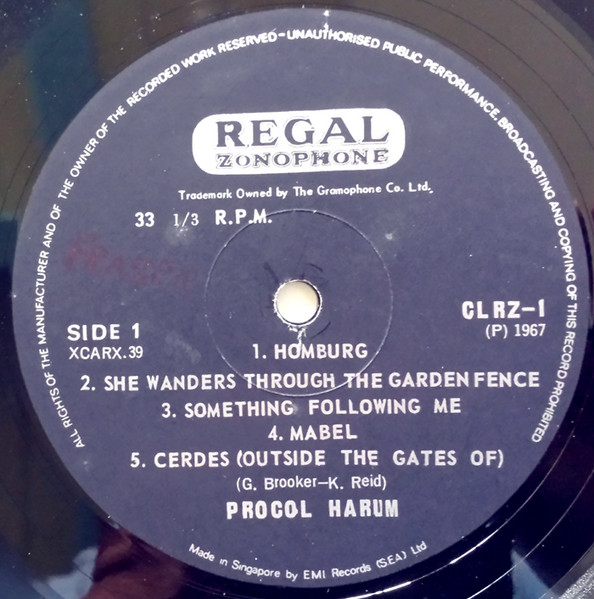 ALL RIGHTS OF THE MANUFACTURER AND OF THE OWNER OF THE RECORDED WORK RESERVED-UNAUTHORISED PUBLIC PERFORMANCE, BROADCASTING AND COPYING OF THIS RECORD PROHIBITED
REGAL
ZONOPHONE
Trademark Owned by The Gramophone Co. Ltd.
33 1/3 R.P.M.
SIDE 1
XCARX.39
CLRZ-1
(P) 1967
1. HOMBURG
2. SHE WANDERS THROUGH THE GARDEN FENCE
3. SOMETHING FOLLOWING ME
4. MABEL
5. CERDES (OUTSIDE THE GATES OF)
(G. Brooker-K. Reid)
PROCOL HARUM
Made in Singapore by EMI Records (S.E.A.) Ltd